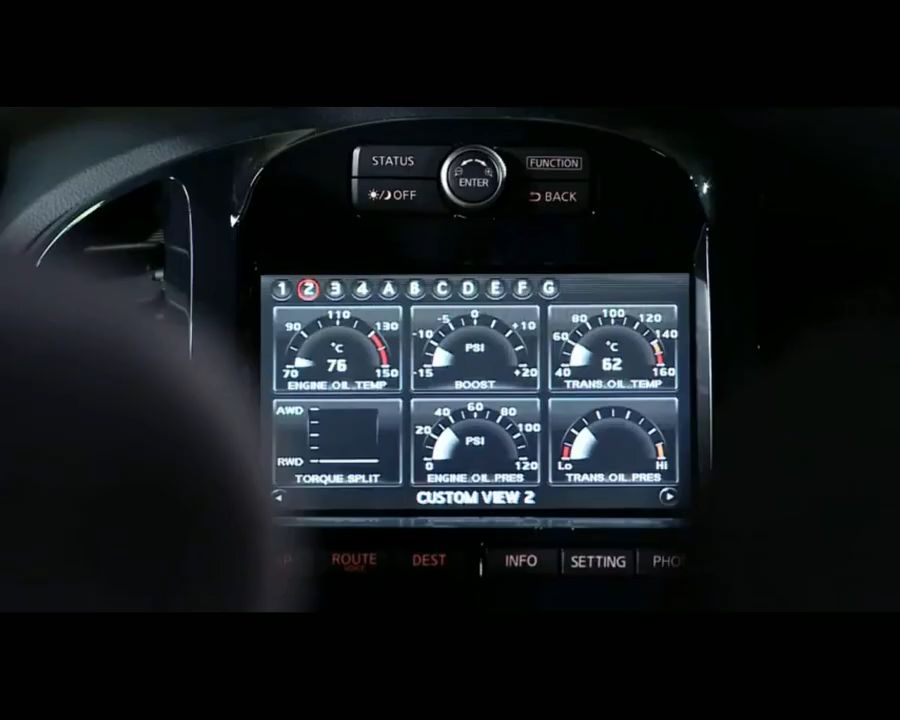 STATUS
FUNCTION
ENTER
OFF
BACK
1 2 3 4 A B C D E F G
70 90 110 130 150
°C
76
ENGINE OIL TEMP
-15 -10 -5 0 +10 +20
PSI
BOOST
40 60 80 100 120 140 160
°C
62
TRANS.OIL TEMP
AWD
RWD
TORQUE SPLIT
0 20 40 60 80 100 120
PSI
ENGINE OIL PRES
Lo Hi
TRANS.OIL PRES
CUSTOM VIEW 2
ROUTE
DEST
INFO
SETTING